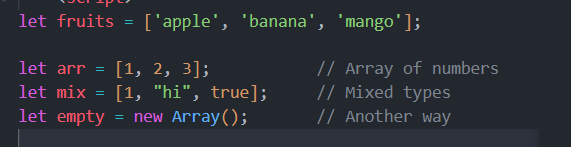 let fruits = ['apple', 'banana', 'mango'];
let arr = [1, 2, 3];           // Array of numbers
let mix = [1, "hi", true];     // Mixed types
let empty = new Array();       // Another way